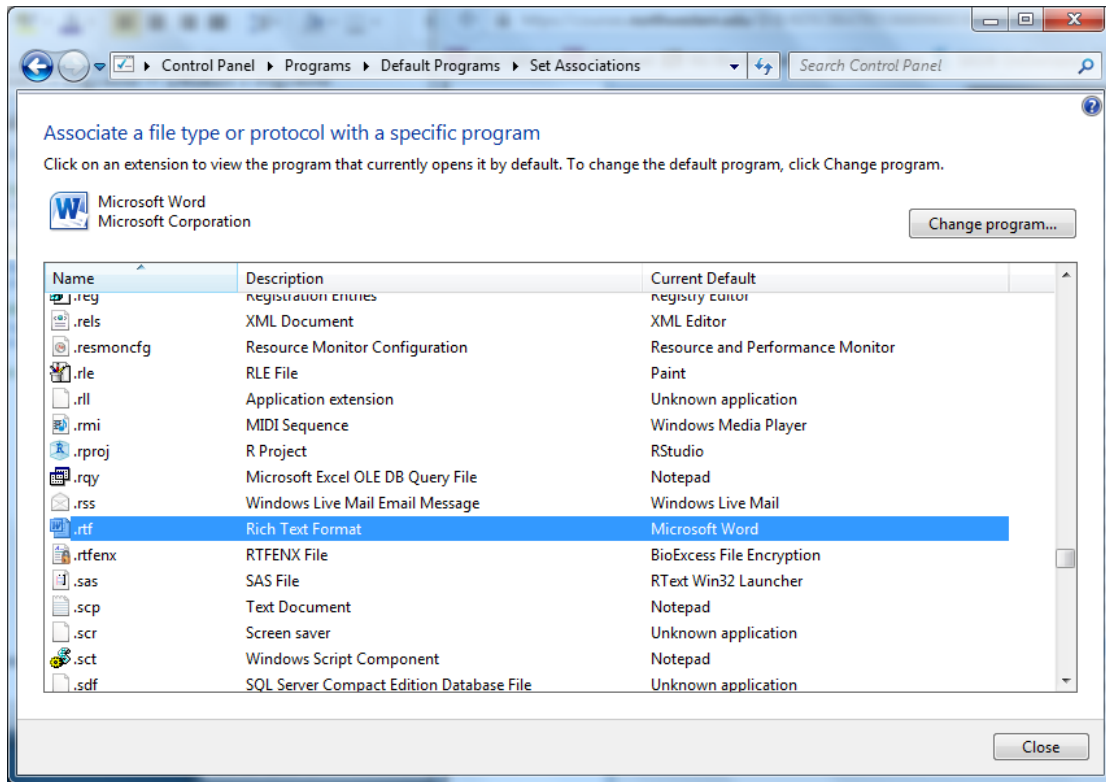 Control Panel ▸ Programs ▸ Default Programs ▸ Set Associations
Search Control Panel
Associate a file type or protocol with a specific program
Click on an extension to view the program that currently opens it by default. To change the default program, click Change program.
Microsoft Word
Microsoft Corporation
Change program...
Name Description Current Default
.reg Registration Entries Registry Editor
.rels XML Document XML Editor
.resmoncfg Resource Monitor Configuration Resource and Performance Monitor
.rle RLE File Paint
.rll Application extension Unknown application
.rmi MIDI Sequence Windows Media Player
.rproj R Project RStudio
.rqy Microsoft Excel OLE DB Query File Notepad
.rss Windows Live Mail Email Message Windows Live Mail
.rtf Rich Text Format Microsoft Word
.rtfenx RTFENX File BioExcess File Encryption
.sas SAS File RText Win32 Launcher
.scp Text Document Notepad
.scr Screen saver Unknown application
.sct Windows Script Component Notepad
.sdf SQL Server Compact Edition Database File Unknown application
Close